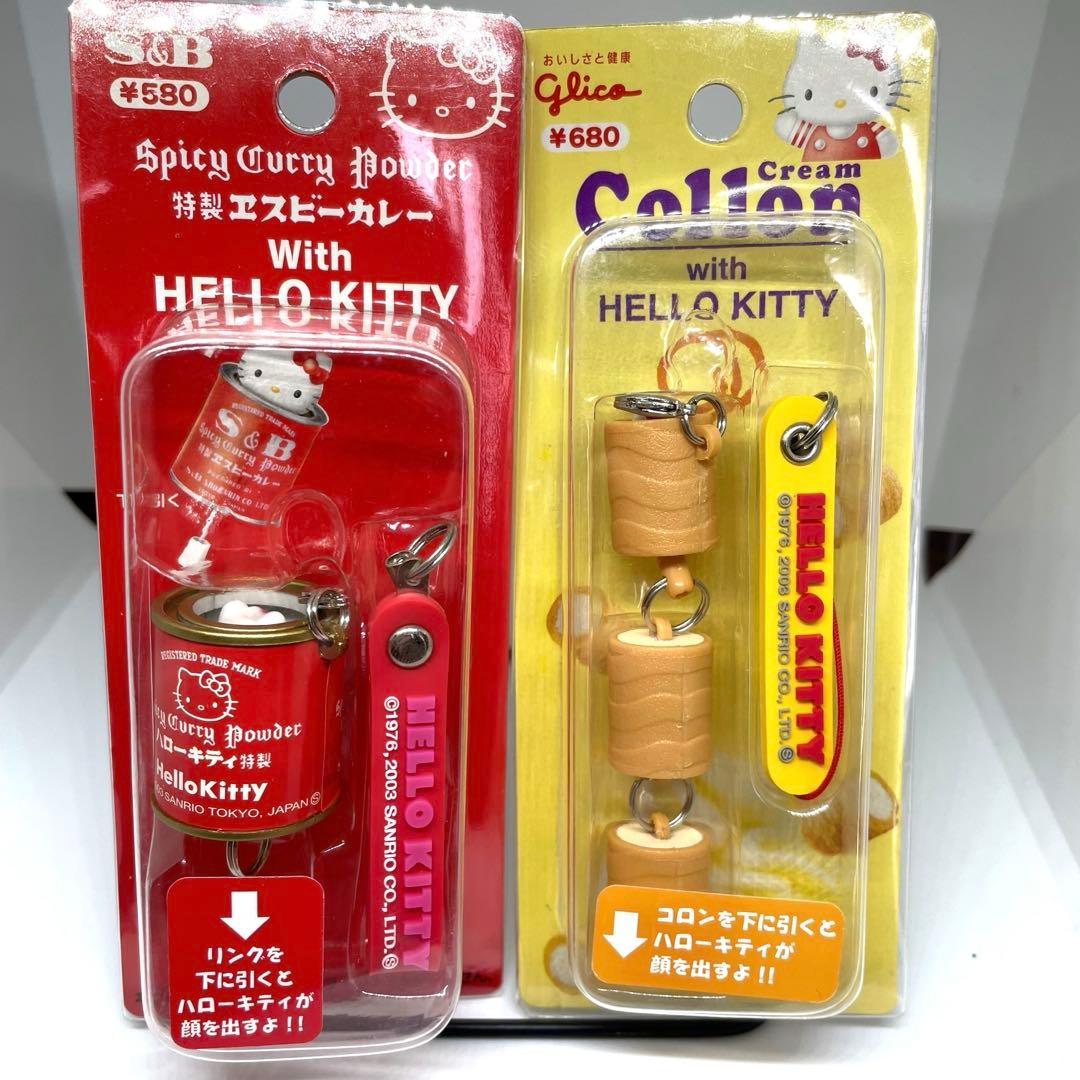 S&B
¥580
Spicy Curry Powder
特製ヱスビーカレー
With
HELLO KITTY
REGISTERED TRADE MARK
S & B
Spicy Curry Powder
特製ヱスビーカレー
REGISTERED TRADE MARK
Curry Powder
ハローキティ特製
HelloKitty
SANRIO TOKYO, JAPAN Ⓢ
HELLO KITTY
©1976, 2003 SANRIO CO., LTD.Ⓢ
リングを
下に引くと
ハローキティが
顔を出すよ!!
おいしさと健康
Glico
¥680
Cream
Collon
with
HELLO KITTY
HELLO KITTY
©1976, 2003 SANRIO CO., LTD.Ⓢ
コロンを下に引くと
ハローキティが
顔を出すよ!!